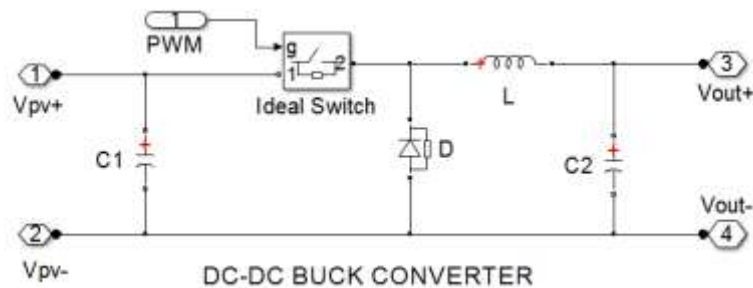 1
PWM
g
1
2
Ideal Switch
1
Vpv+
C1
L
D
C2
3
Vout+
Vout-
4
2
Vpv-
DC-DC BUCK CONVERTER